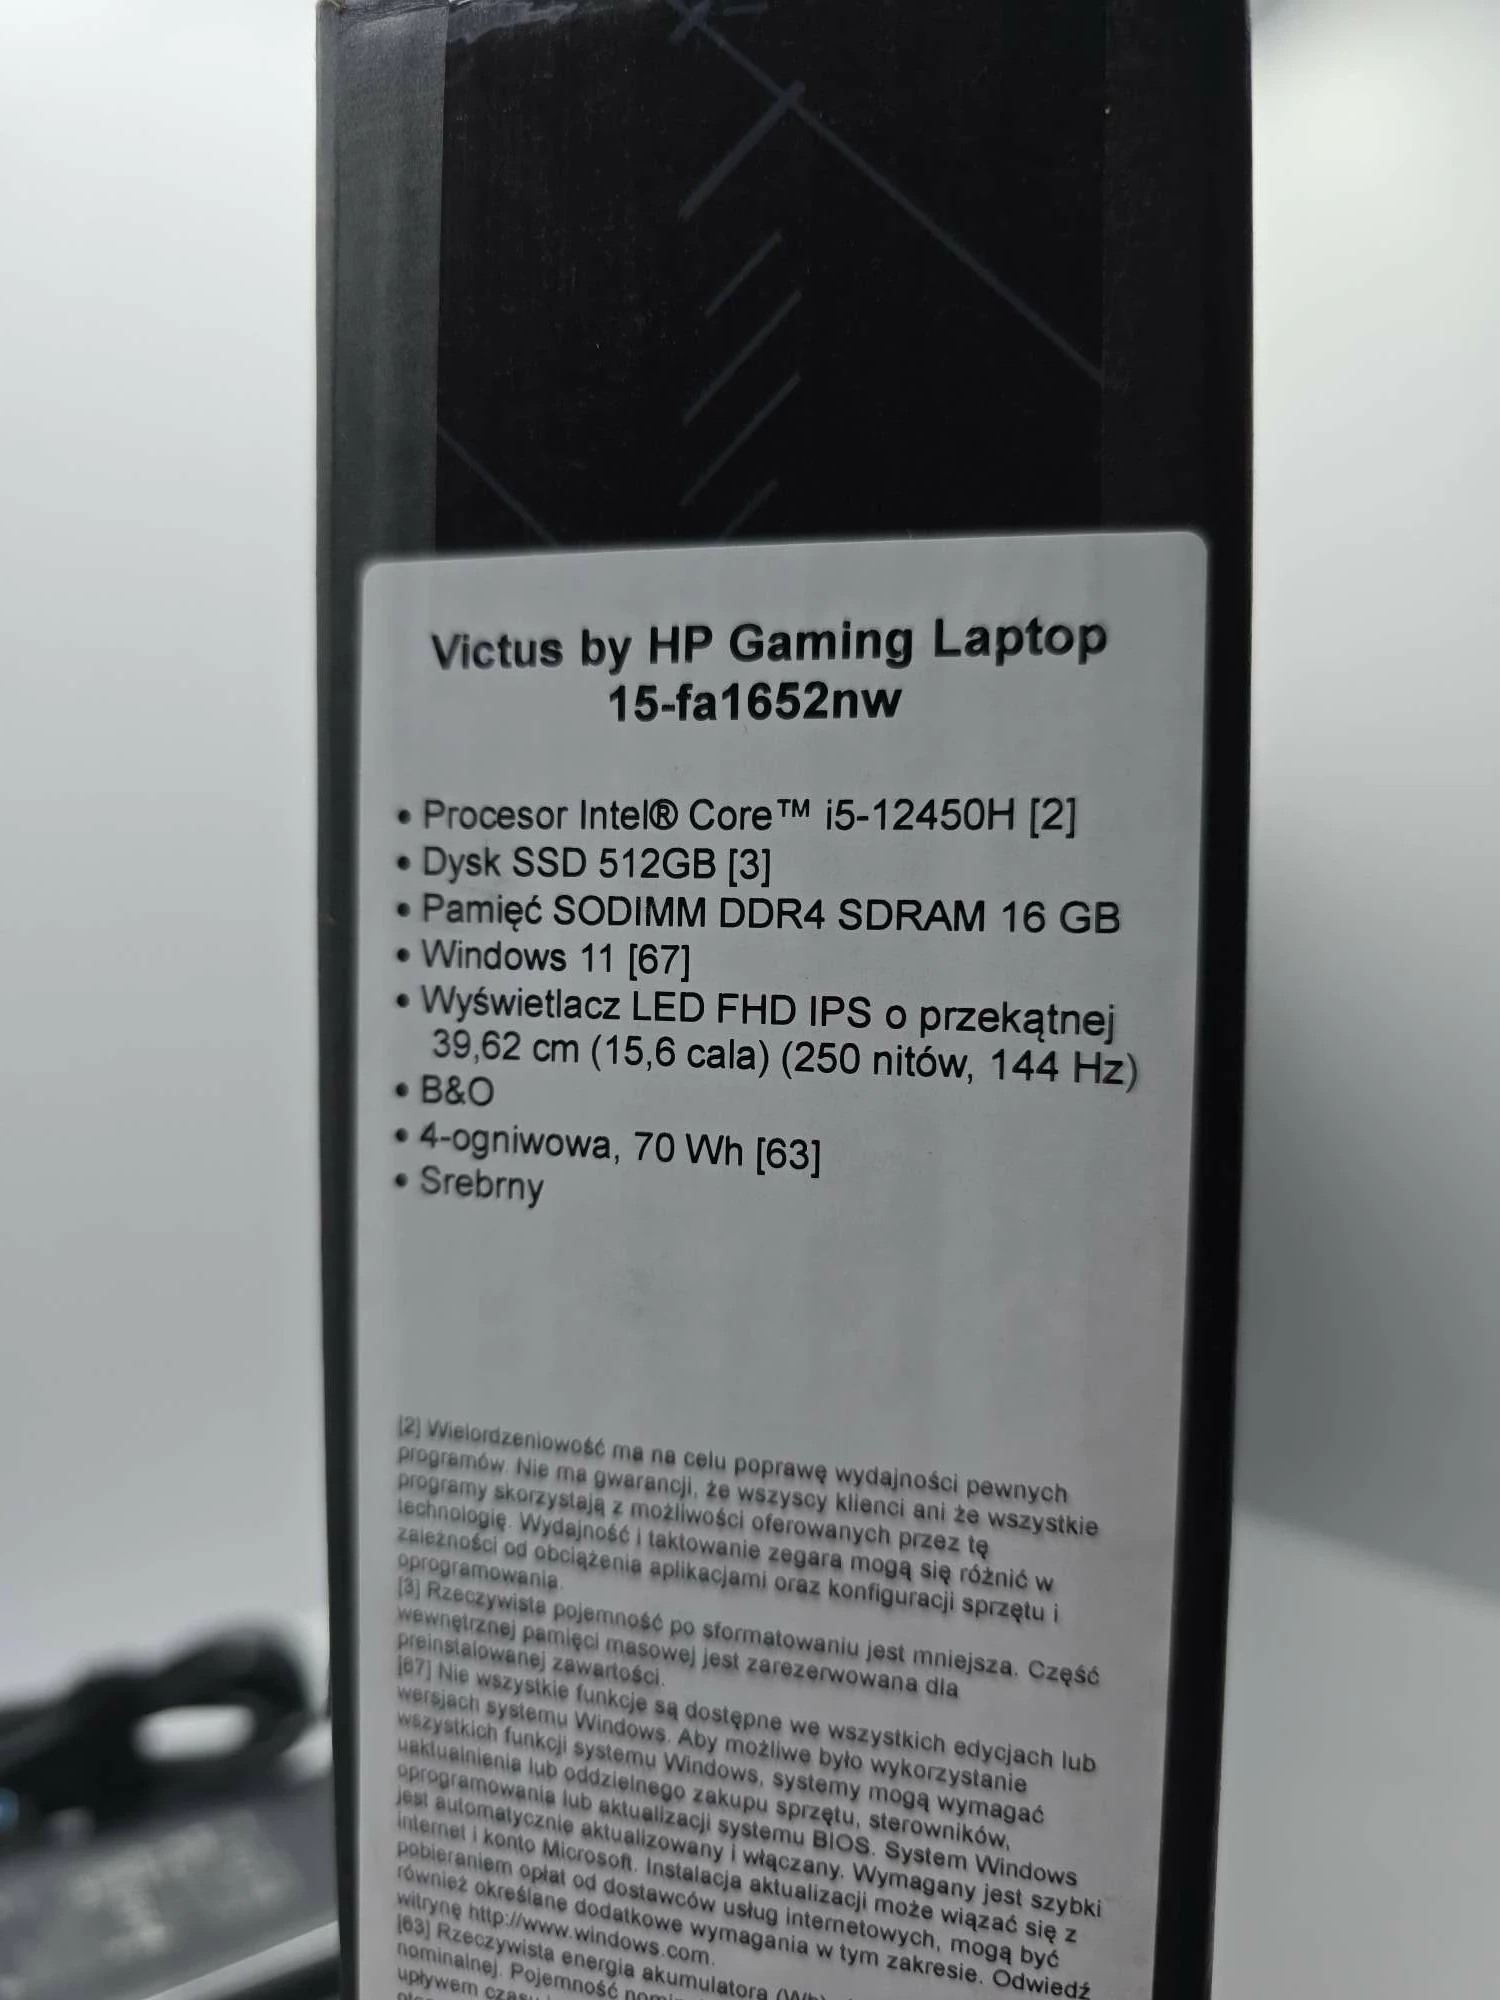 Victus by HP Gaming Laptop
15-fa1652nw
• Procesor Intel® Core™ i5-12450H [2]
• Dysk SSD 512GB [3]
• Pamięć SODIMM DDR4 SDRAM 16 GB
• Windows 11 [67]
• Wyświetlacz LED FHD IPS o przekątnej
39,62 cm (15,6 cala) (250 nitów, 144 Hz)
• B&O
• 4-ogniwowa, 70 Wh [63]
• Srebrny
[2] Wielordzeniowość ma na celu poprawę wydajności pewnych
programów. Nie ma gwarancji, że wszyscy klienci ani że wszystkie
programy skorzystają z możliwości oferowanych przez tę
technologię. Wydajność i taktowanie zegara mogą się różnić w
zależności od obciążenia aplikacjami oraz konfiguracji sprzętu i
oprogramowania.
[3] Rzeczywista pojemność po sformatowaniu jest mniejsza. Część
wewnętrznej pamięci masowej jest zarezerwowana dla
preinstalowanej zawartości.
[67] Nie wszystkie funkcje są dostępne we wszystkich edycjach lub
wersjach systemu Windows. Aby możliwe było wykorzystanie
wszystkich funkcji systemu Windows, systemy mogą wymagać
uaktualnienia lub oddzielnego zakupu sprzętu, sterowników,
oprogramowania lub aktualizacji systemu BIOS. System Windows
jest automatycznie aktualizowany i włączany. Wymagany jest szybki
internet i konto Microsoft. Instalacja aktualizacji może wiązać się z
pobieraniem opłat od dostawców usług internetowych, mogą być
również określane dodatkowe wymagania w tym zakresie. Odwiedź
witrynę http://www.windows.com.
[63] Rzeczywista energia akumulatora (Wh)
nominalnej. Pojemność
upływem